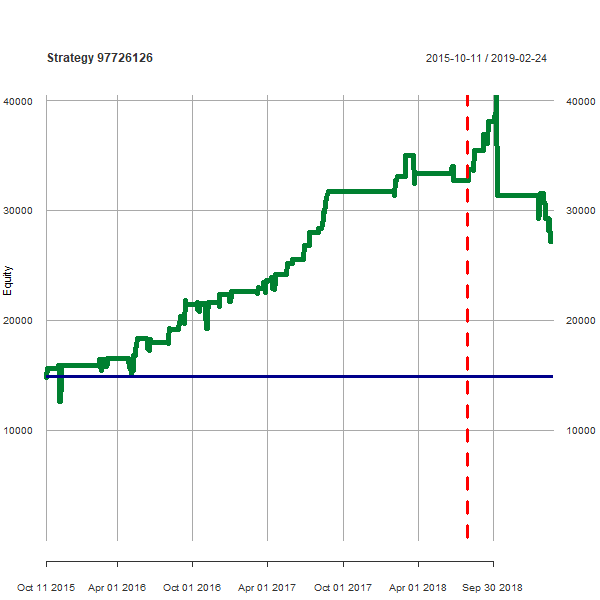 Strategy 97726126
2015-10-11 / 2019-02-24
40000
40000
30000
30000
Equity
20000
20000
10000
10000
Oct 11 2015
Apr 01 2016
Oct 01 2016
Apr 01 2017
Oct 01 2017
Apr 01 2018
Sep 30 2018